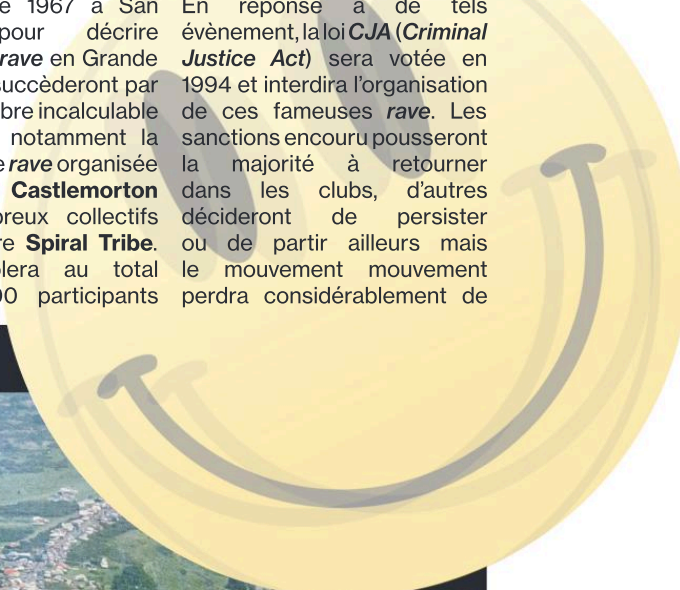 e 1967 à San
pour décrire
rave en Grande
succèderont par
bre incalculable
notamment la
e rave organisée
Castlemorton
breux collectifs
re Spiral Tribe.
lera au total
00 participants
En réponse à de tels
évènement, la loi CJA (Criminal
Justice Act) sera votée en
1994 et interdira l’organisation
de ces fameuses rave. Les
sanctions encouru pousseront
la majorité à retourner
dans les clubs, d’autres
décideront de persister
ou de partir ailleurs mais
le mouvement mouvement
perdra considérablement de